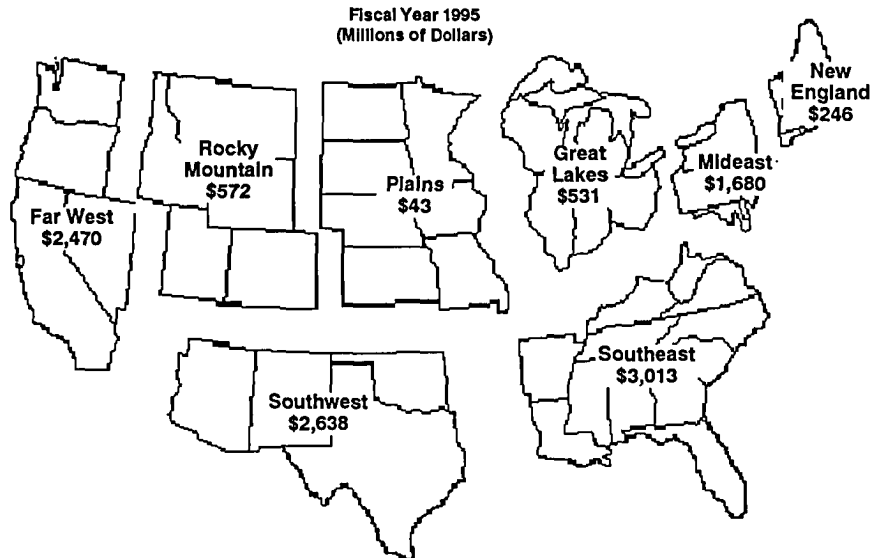 Fiscal Year 1995
(Millions of Dollars)
New
England
$246
Rocky
Mountain
$572
Great
Lakes
$531
Mideast
$1,680
Plains
$43
Far West
$2,470
Southeast
$3,013
Southwest
$2,638